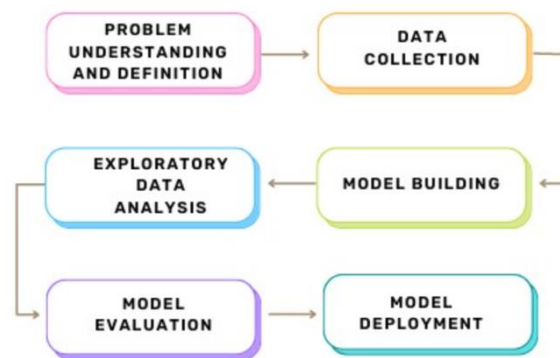 PROBLEM
UNDERSTANDING
AND DEFINITION
DATA
COLLECTION
MODEL BUILDING
EXPLORATORY
DATA
ANALYSIS
MODEL
EVALUATION
MODEL
DEPLOYMENT